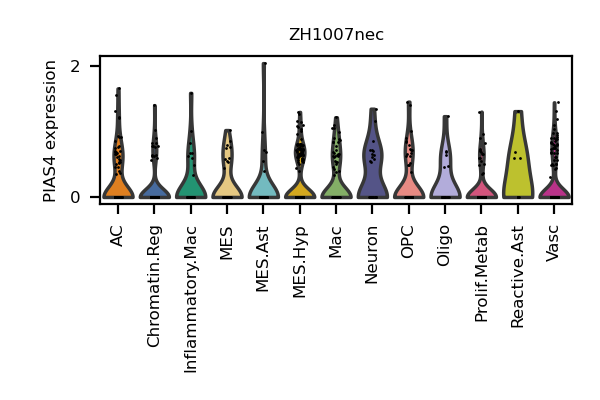 ZH1007nec
PIAS4 expression
2
0
AC
Chromatin.Reg
Inflammatory.Mac
MES
MES.Ast
MES.Hyp
Mac
Neuron
OPC
Oligo
Prolif.Metab
Reactive.Ast
Vasc